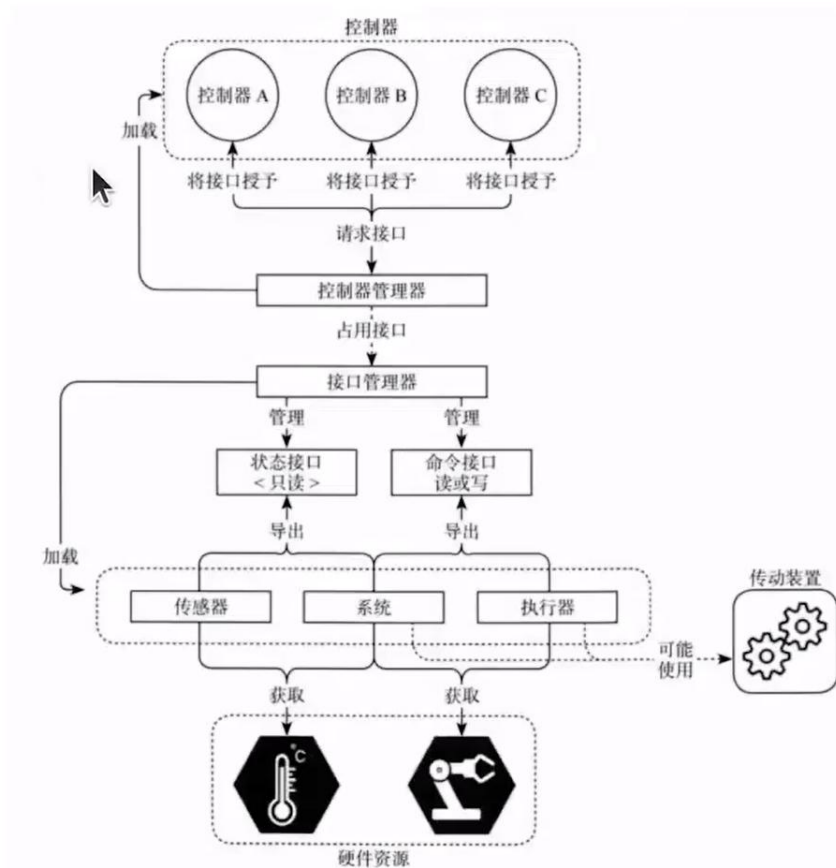 控制器
控制器 A
控制器 B
控制器 C
加载
将接口授予
将接口授予
将接口授予
请求接口
控制器管理器
占用接口
接口管理器
管理
管理
状态接口
<只读>
命令接口
读或写
导出
导出
加载
传感器
系统
执行器
传动装置
可能
使用
获取
获取
°C
硬件资源